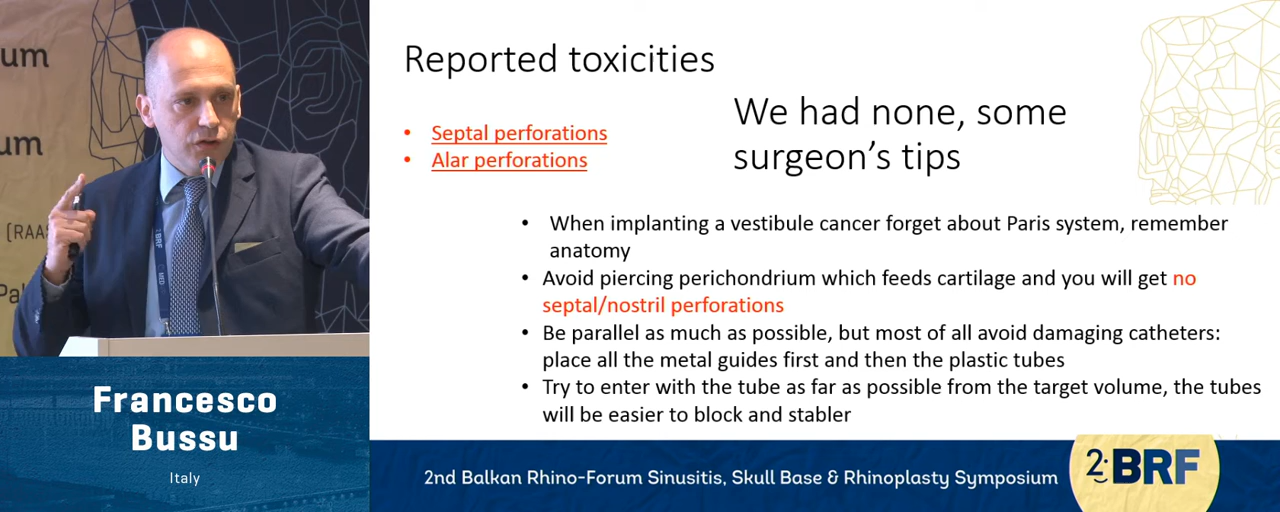 um
um
(RAA
Pal
BRF
Francesco
Bussu
Italy
Reported toxicities
• Septal perforations
• Alar perforations
We had none, some
surgeon's tips
• When implanting a vestibule cancer forget about Paris system, remember
anatomy
• Avoid piercing perichondrium which feeds cartilage and you will get no
septal/nostril perforations
• Be parallel as much as possible, but most of all avoid damaging catheters:
place all the metal guides first and then the plastic tubes
• Try to enter with the tube as far as possible from the target volume, the tubes
will be easier to block and stabler
2nd Balkan Rhino-Forum Sinusitis, Skull Base & Rhinoplasty Symposium
2. BRF